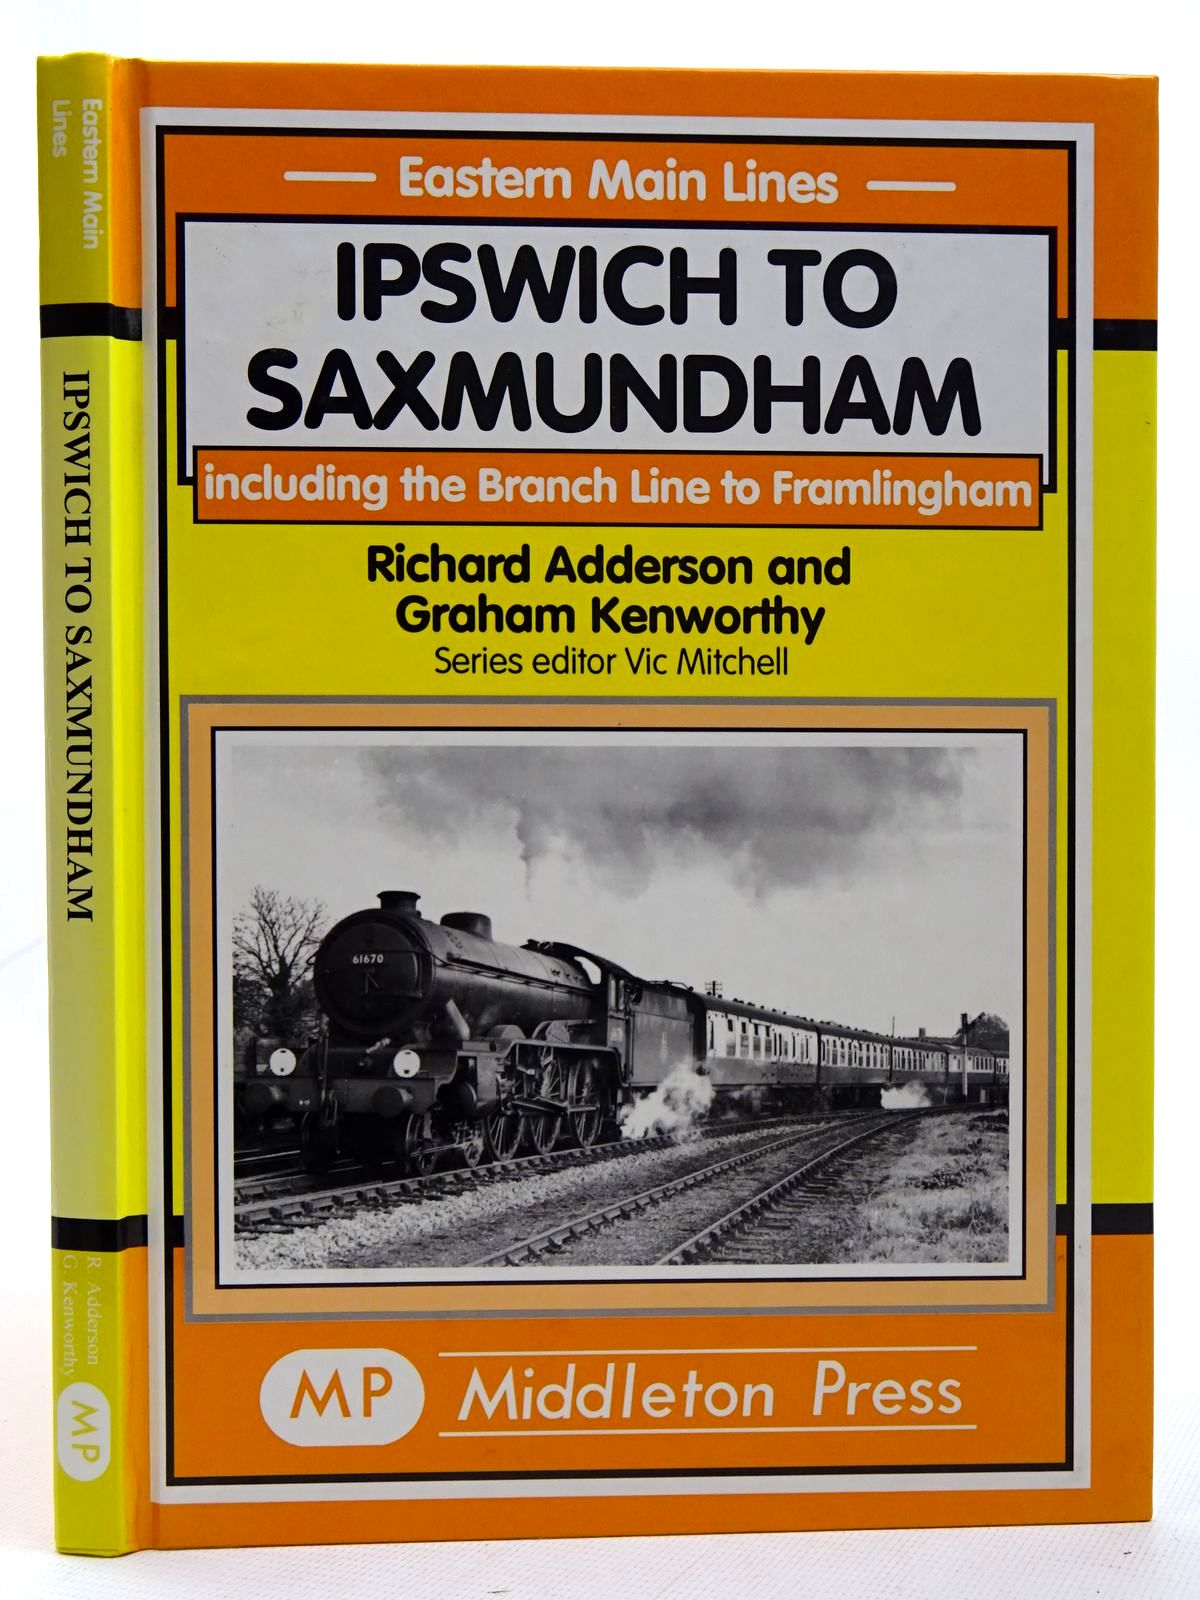 Eastern Main Lines
IPSWICH TO
SAXMUNDHAM
including the Branch Line to Framlingham
Richard Adderson and
Graham Kenworthy
Series editor Vic Mitchell
61670
MP Middleton Press
Eastern Main
Lines
IPSWICH TO SAXMUNDHAM
R. Adderson
G. Kenworthy
MP